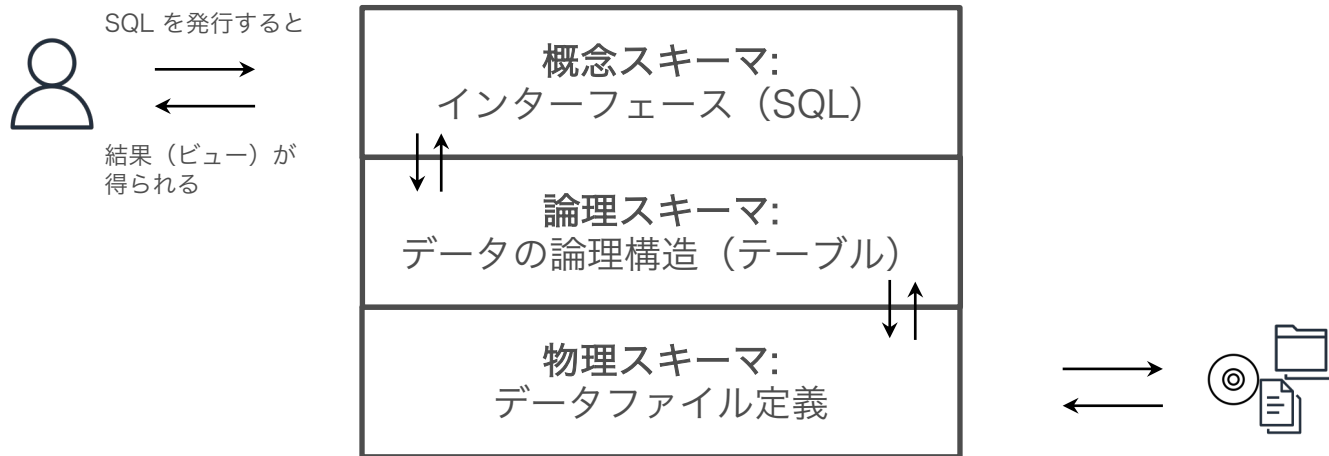 SQL を発行すると
結果（ビュー）が
得られる
概念スキーマ:
インターフェース（SQL）
論理スキーマ:
データの論理構造（テーブル）
物理スキーマ:
データファイル定義